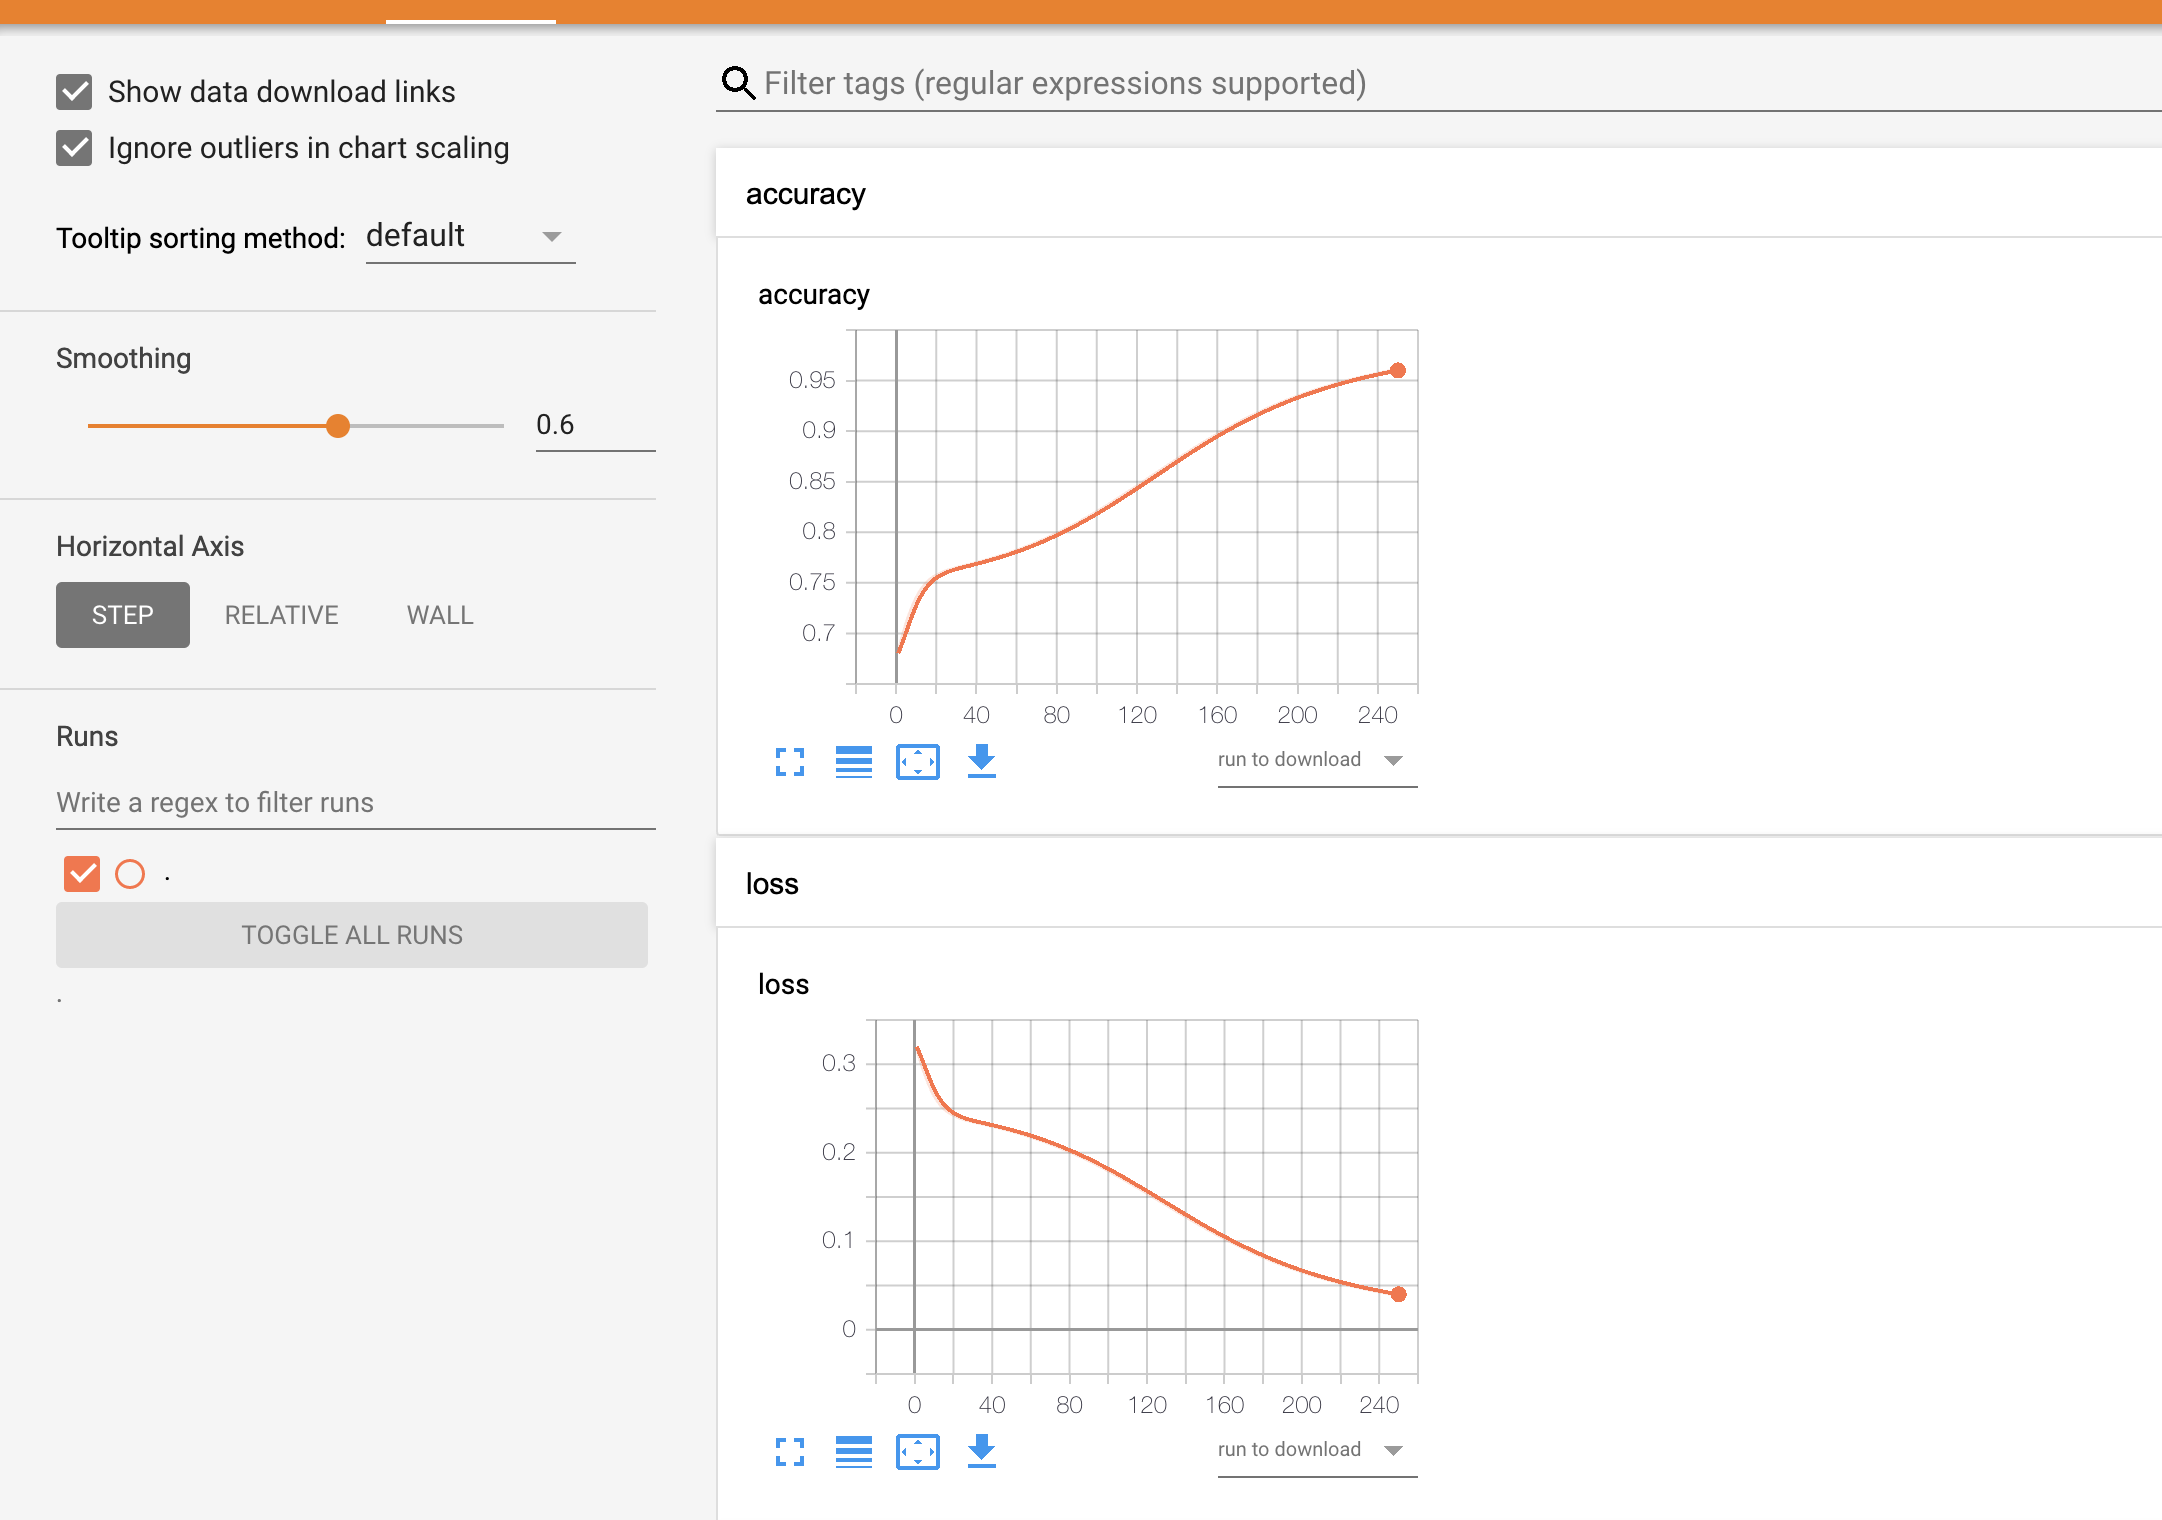 Show data download links
Ignore outliers in chart scaling
Tooltip sorting method: default
Smoothing
0.6
Horizontal Axis
STEP RELATIVE WALL
Runs
Write a regex to filter runs
.
TOGGLE ALL RUNS
.
Filter tags (regular expressions supported)
accuracy
accuracy
0.95
0.9
0.85
0.8
0.75
0.7
0 40 80 120 160 200 240
run to download
loss
loss
0.3
0.2
0.1
0
0 40 80 120 160 200 240
run to download